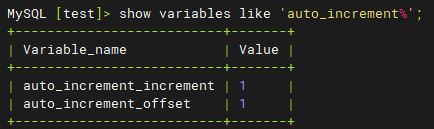 MySQL [test]> show variables like 'auto_increment%';
+--------------------------+-------+
| Variable_name            | Value |
+--------------------------+-------+
| auto_increment_increment | 1     |
| auto_increment_offset    | 1     |
+--------------------------+-------+